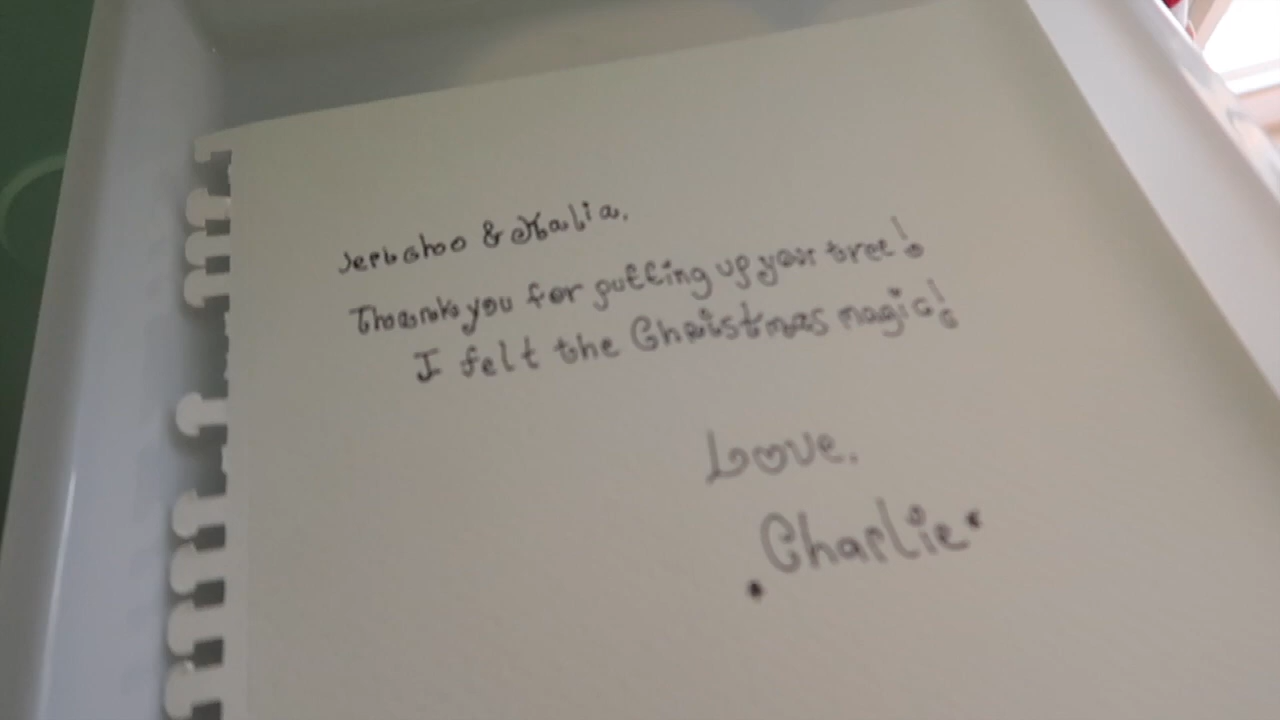 & Malia,
Thank you for putting up your tree!
I felt the Christmas magic!
Love,
Charlie